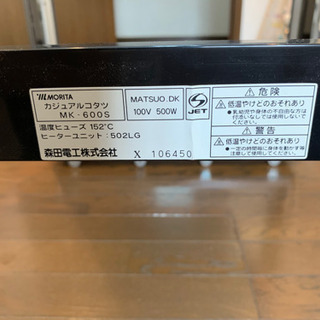 MORITA
カジュアルコタツ
MK-600S
温度ヒューズ 152℃
ヒーターユニット:502LG
森田電工株式会社
X 106450
MATSUO.DK
100V 500W
S
JET
⚠危険
●低温やけどのおそれあり
⚠警告
●低温やけどのおそれあり